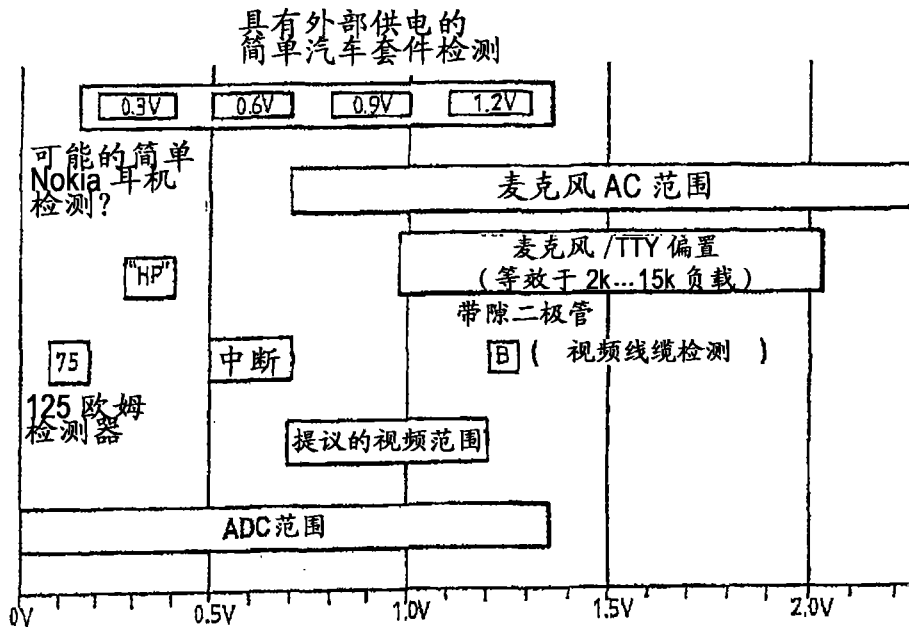 具有外部供电的
简单汽车套件检测
0.3V 0.6V 0.9V 1.2V
可能的简单
Nokia 耳机
检测?
麦克风 AC 范围
麦克风 /TTY 偏置
(等效于 2k...15k 负载)
"HP"
带隙二极管
75
中断
B ( 视频线缆检测 )
125 欧姆
检测器
提议的视频范围
ADC范围
0V 0.5V 1.0V 1.5V 2.0V